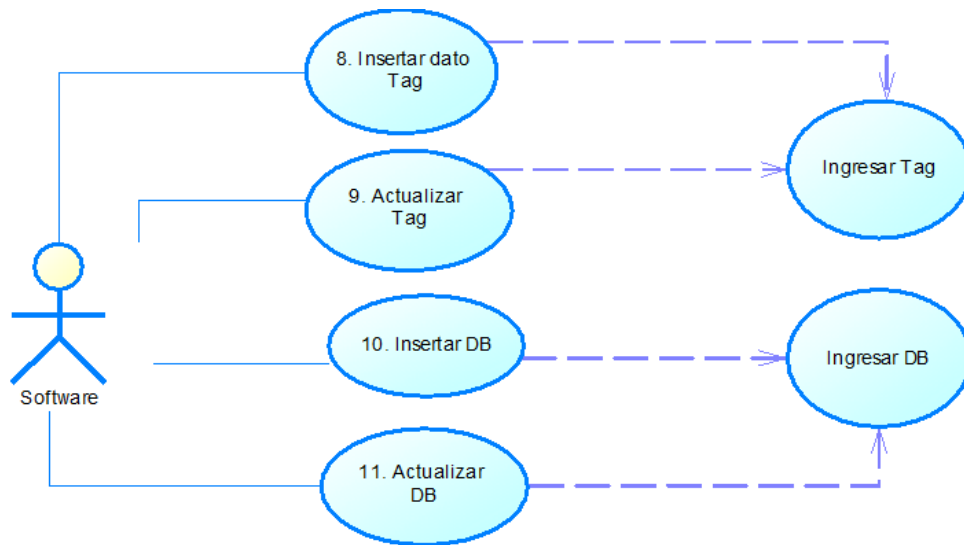 8. Insertar dato
Tag
Ingresar Tag
9. Actualizar
Tag
10. Insertar DB
Ingresar DB
Software
11. Actualizar
DB